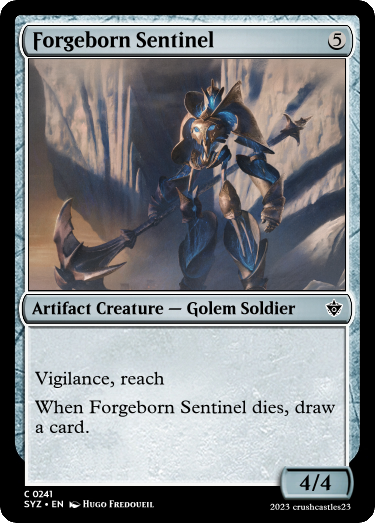 Forgeborn Sentinel 5
Artifact Creature — Golem Soldier
Vigilance, reach
When Forgeborn Sentinel dies, draw
a card.
4/4
C 0241
SYZ • EN Hugo Fredoueil
2023 crushcastles23